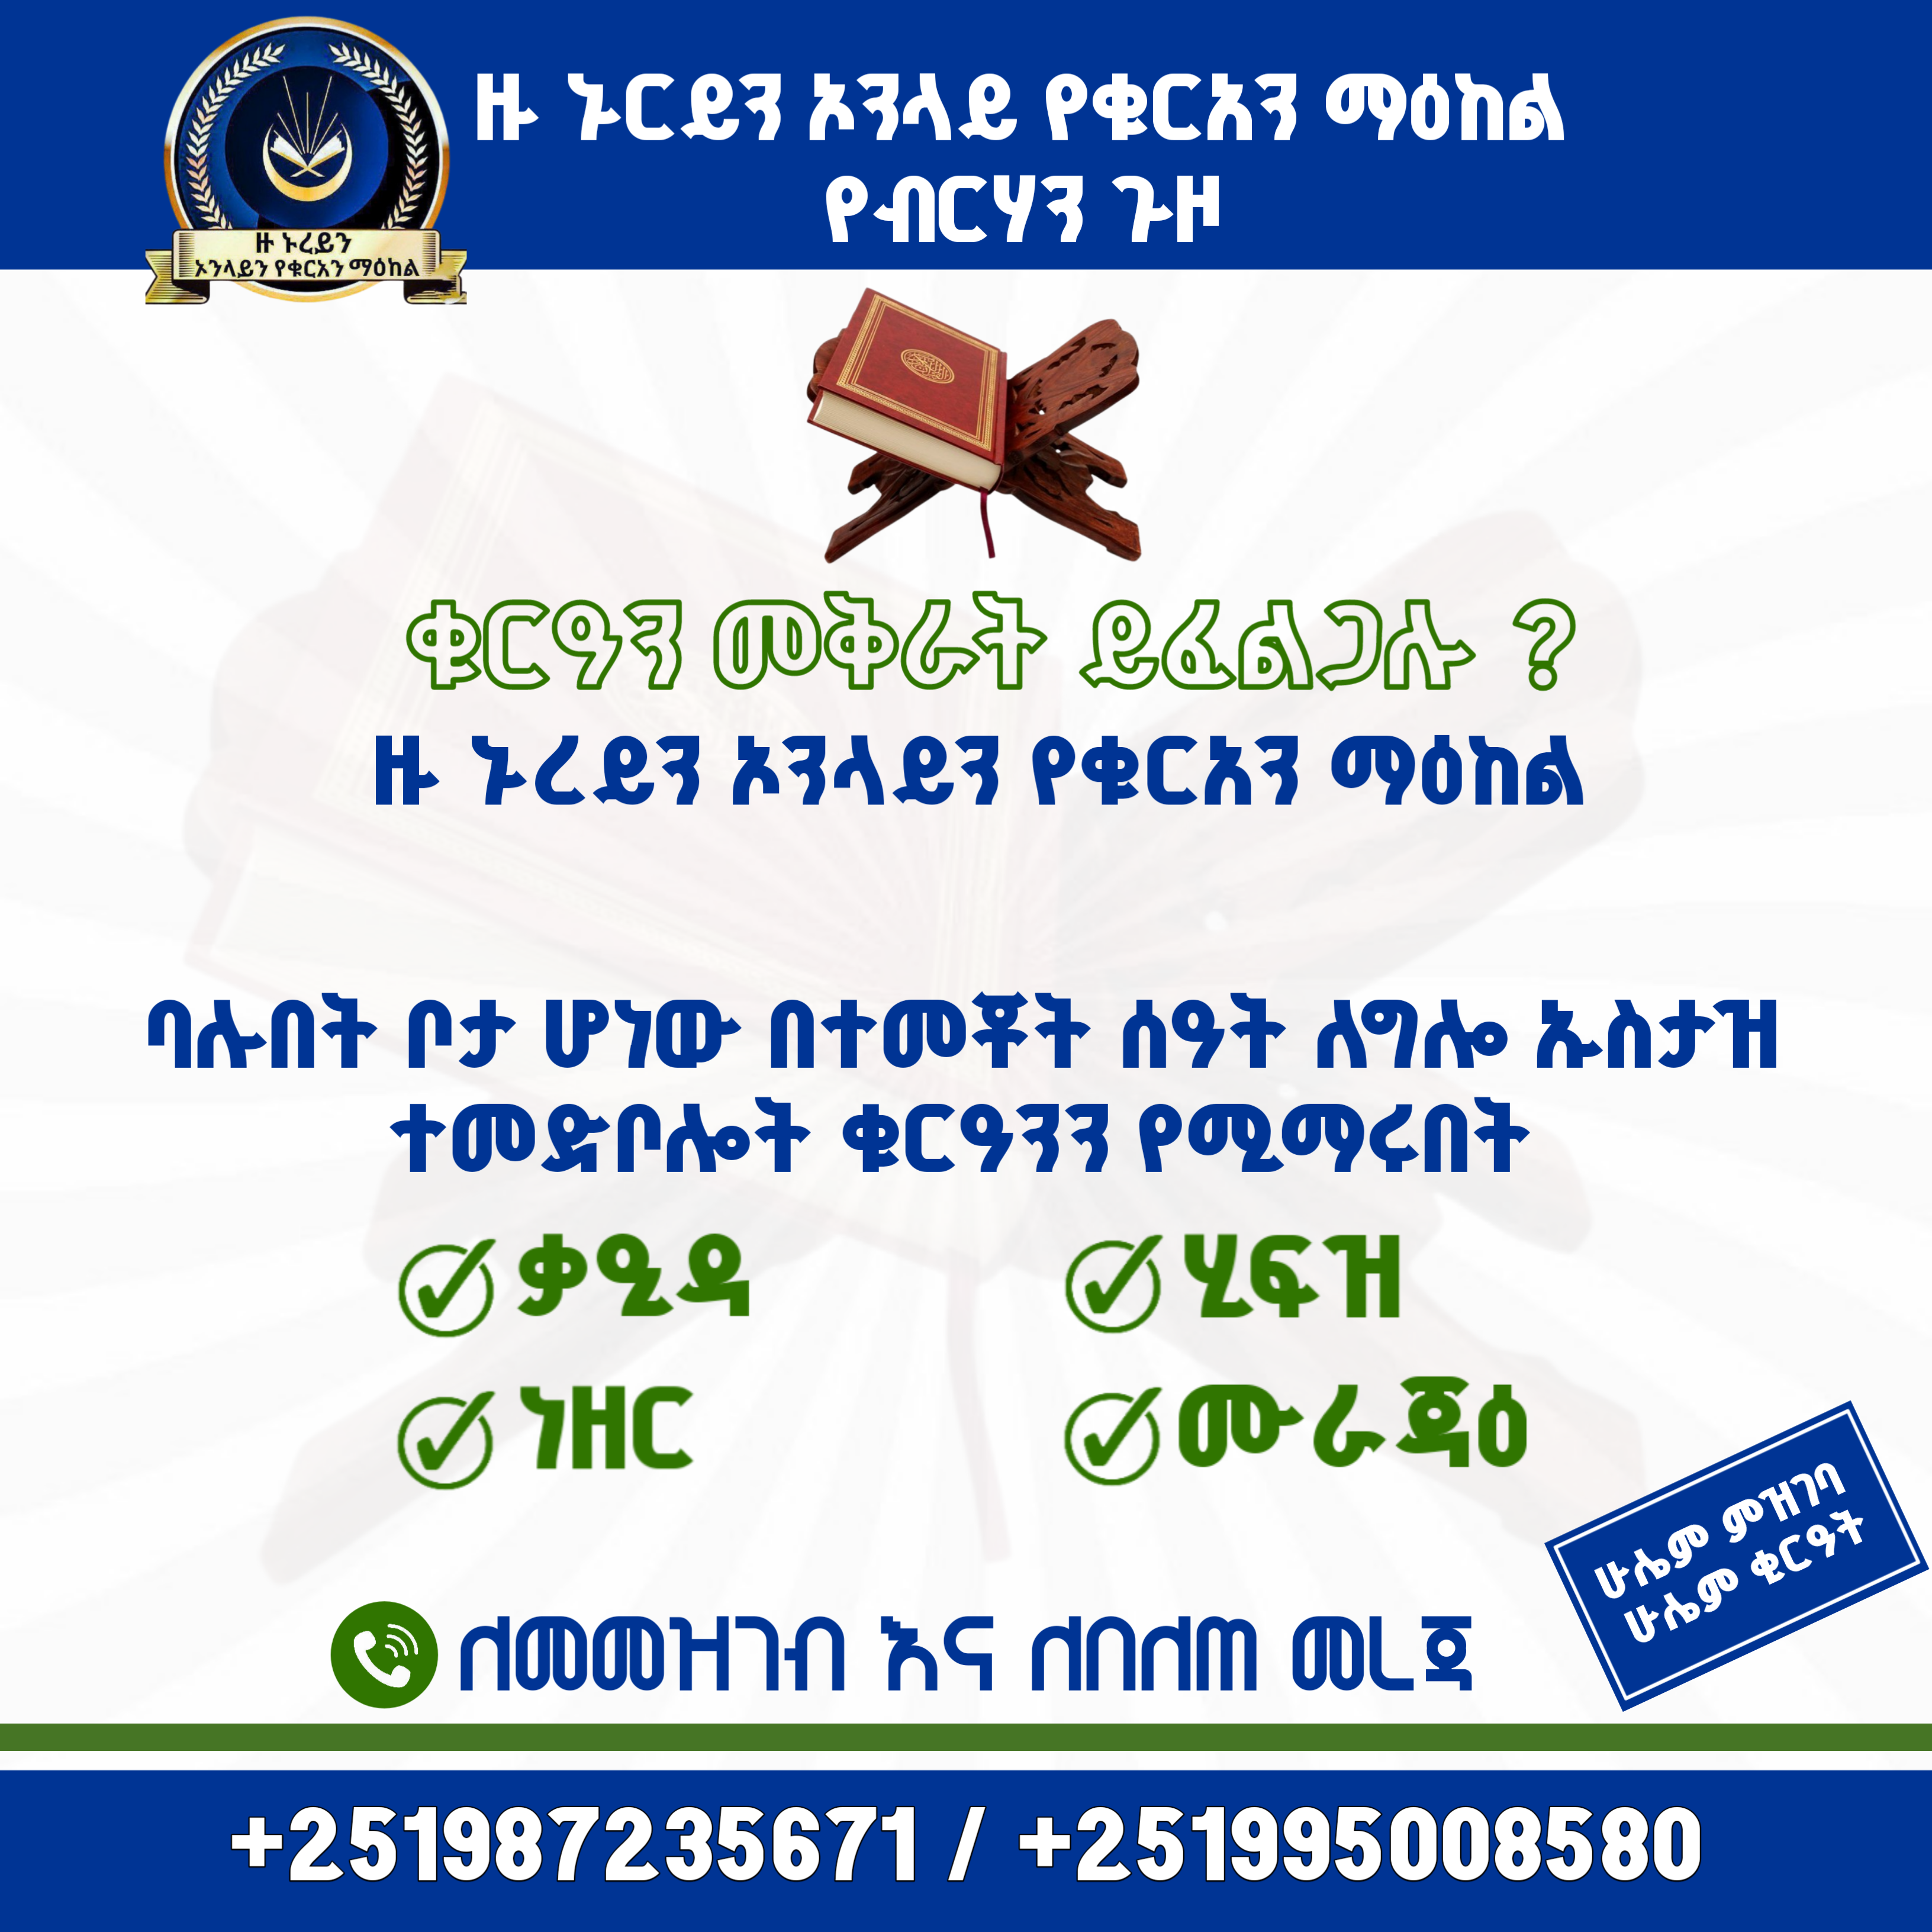 ዙ ኑርይን ኦንላይ የቁርአን ማዕከል
የብርሃን ጉዞ
ዙ ኑረይን
ኦንላይን የቁርአን ማዕከል
ቁርዓን መቅራት ይፈልጋሉ ?
ዙ ኑረይን ኦንላይን የቁርአን ማዕከል
ባሉበት ቦታ ሆነው በተመቾት ሰዓት ለግሎ ኡስታዝ
ተመድቦሎት ቁርዓንን የሚማሩበት
ቃዒዳ
ሂፍዝ
ነዘር
ሙራጃዕ
ሁሌም ምዝገባ
ሁሌም ቂርዓት
ለመመዝገብ እና ለበለጠ መረጃ
+251987235671 / +251995008580